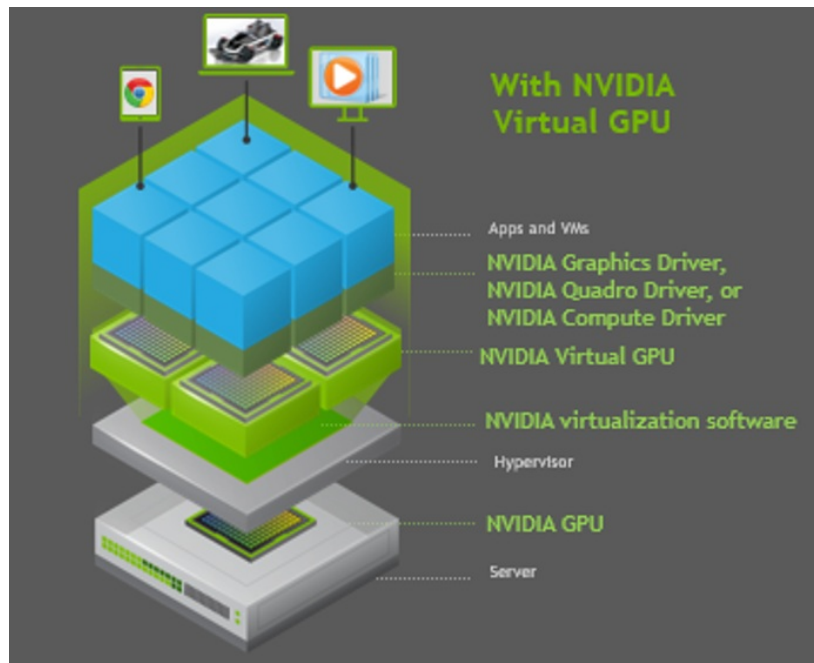 With NVIDIA
Virtual GPU
Apps and VMs
NVIDIA Graphics Driver,
NVIDIA Quadro Driver, or
NVIDIA Compute Driver
NVIDIA Virtual GPU
NVIDIA virtualization software
Hypervisor
NVIDIA GPU
Server